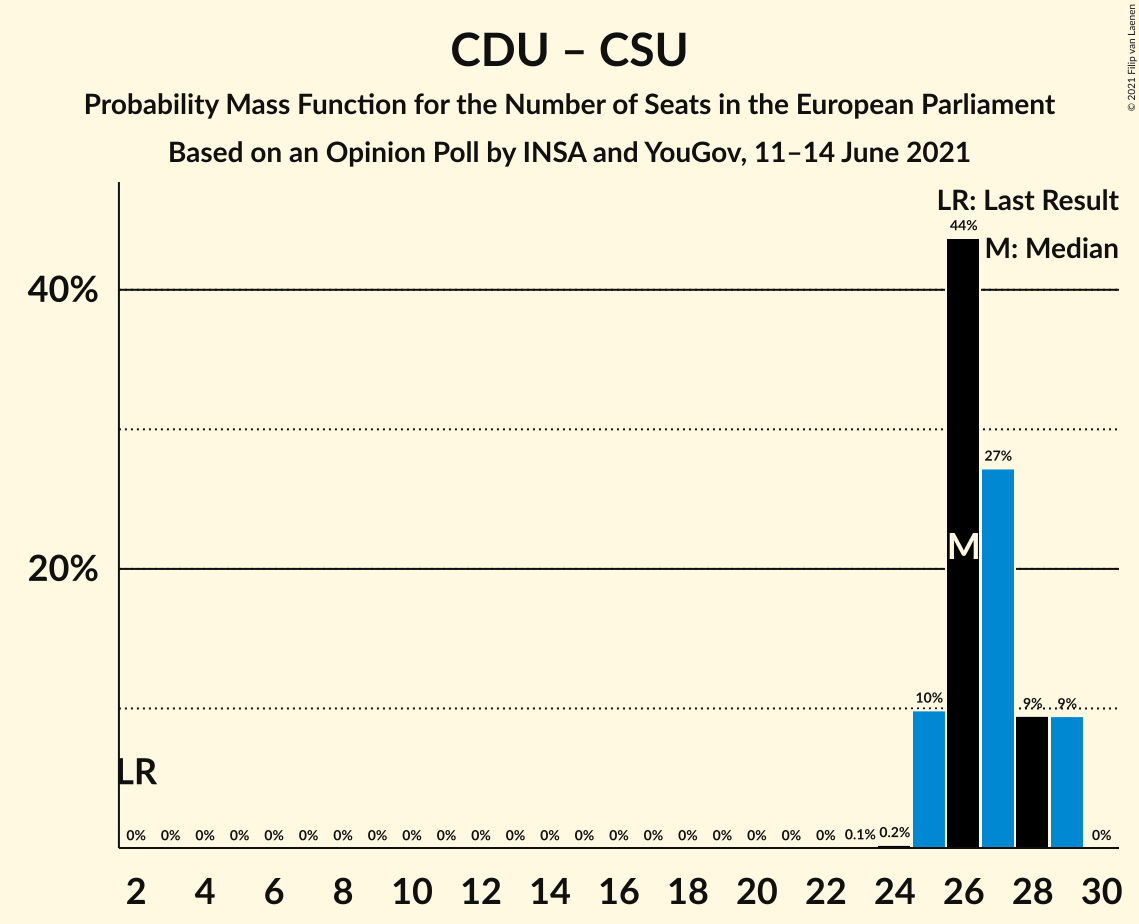 CDU – CSU
Probability Mass Function for the Number of Seats in the European Parliament
Based on an Opinion Poll by INSA and YouGov, 11–14 June 2021
© 2021 Filip van Laenen
LR: Last Result
M: Median
44%
40%
27%
M
20%
10%
9%
9%
LR
0% 0% 0% 0% 0% 0% 0% 0% 0% 0% 0% 0% 0% 0% 0% 0% 0% 0% 0% 0% 0% 0.1% 0.2% 0%
2 4 6 8 10 12 14 16 18 20 22 24 26 28 30